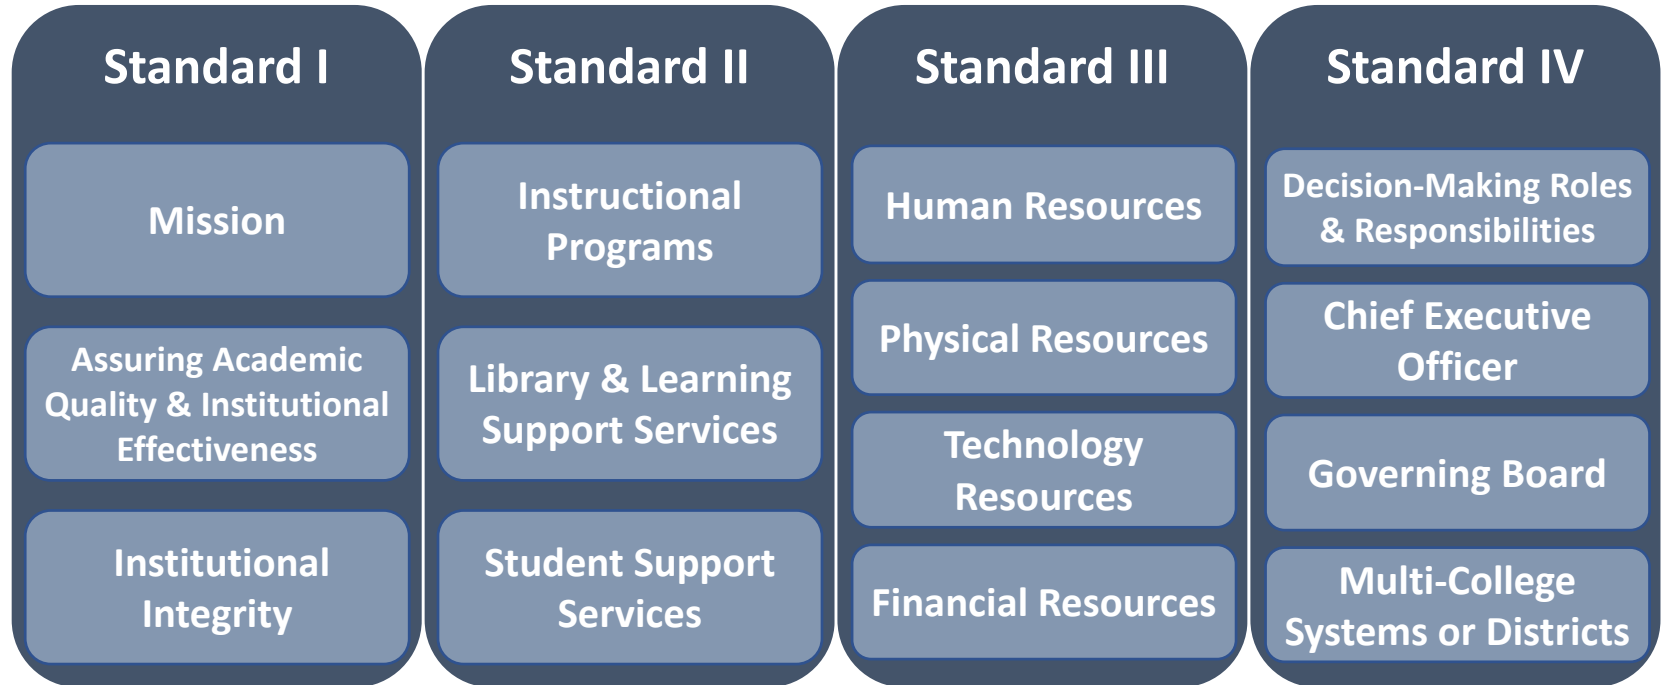 Standard I
Mission
Assuring Academic
Quality & Institutional
Effectiveness
Institutional
Integrity
Standard II
Instructional
Programs
Library & Learning
Support Services
Student Support
Services
Standard III
Human Resources
Physical Resources
Technology
Resources
Financial Resources
Standard IV
Decision-Making Roles
& Responsibilities
Chief Executive
Officer
Governing Board
Multi-College
Systems or Districts